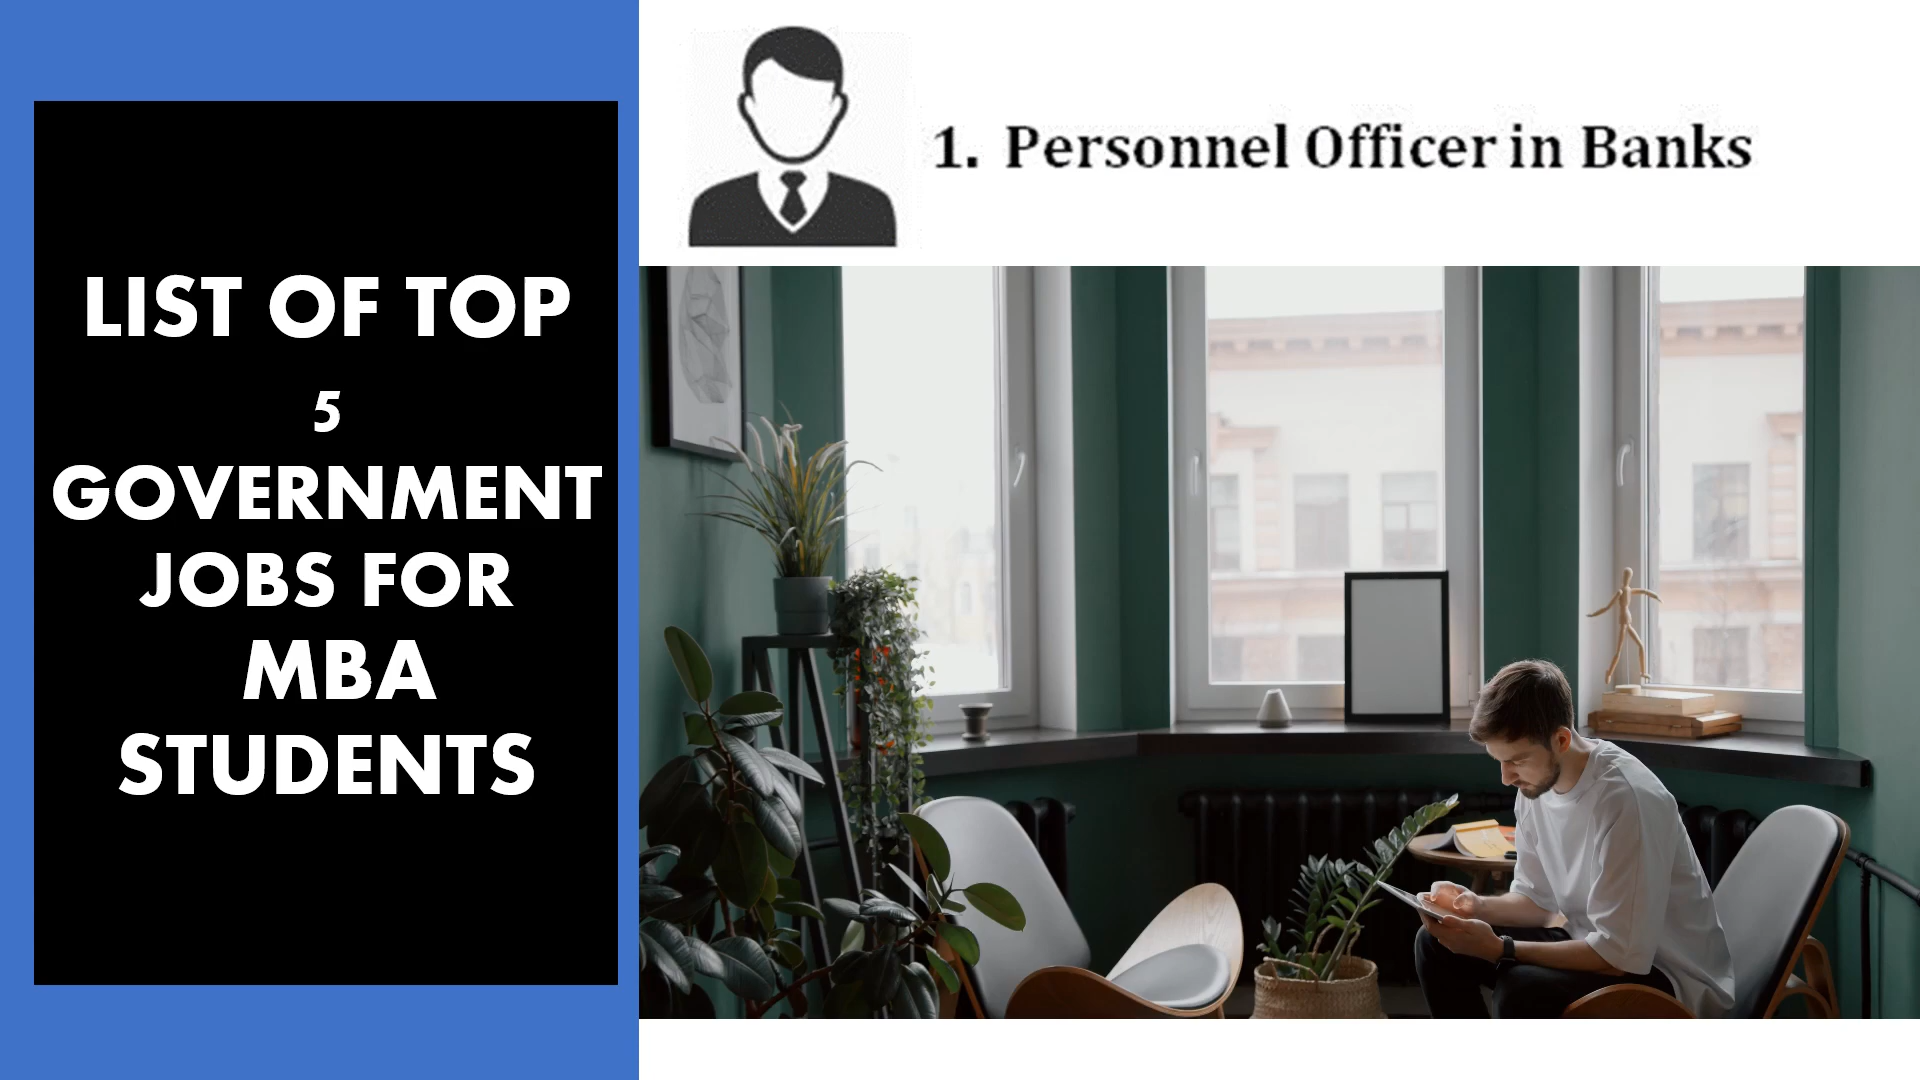 LIST OF TOP
5
GOVERNMENT
JOBS FOR
MBA
STUDENTS
1. Personnel Officer in Banks